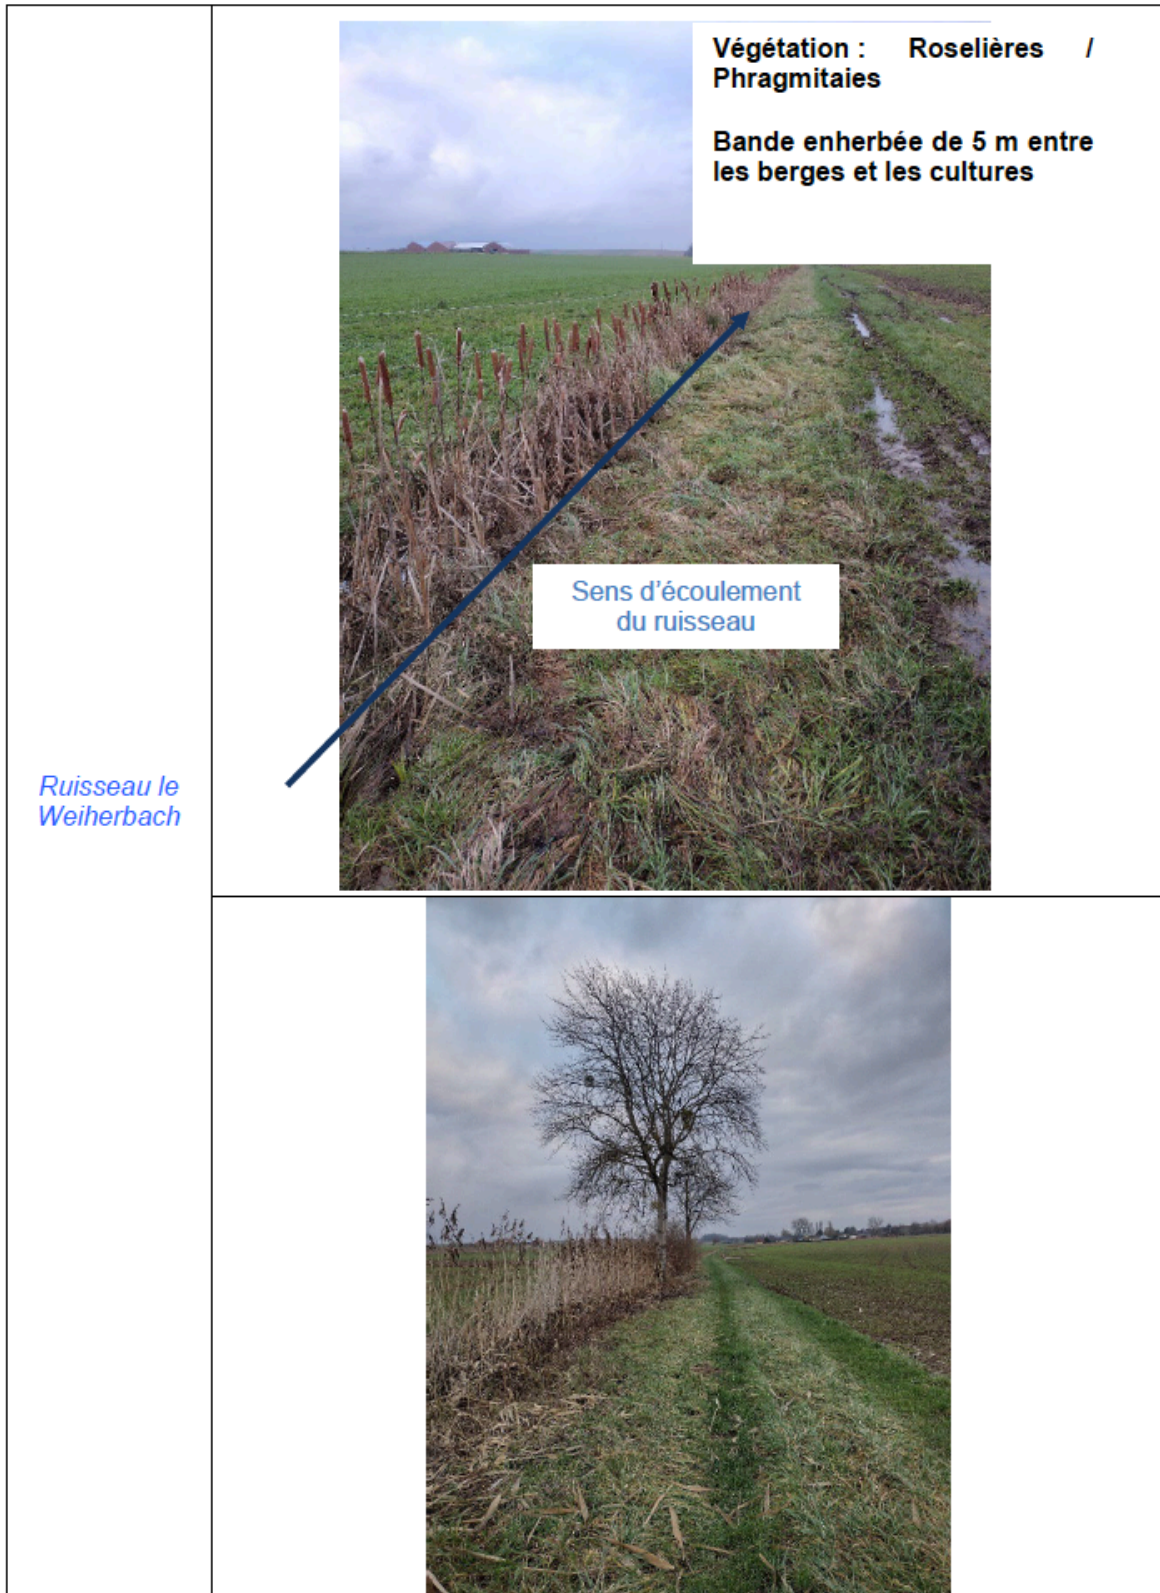 Ruisseau le
Weiherbach
Végétation : Roselières /
Phragmitaies
Bande enherbée de 5 m entre
les berges et les cultures
Sens d'écoulement
du ruisseau